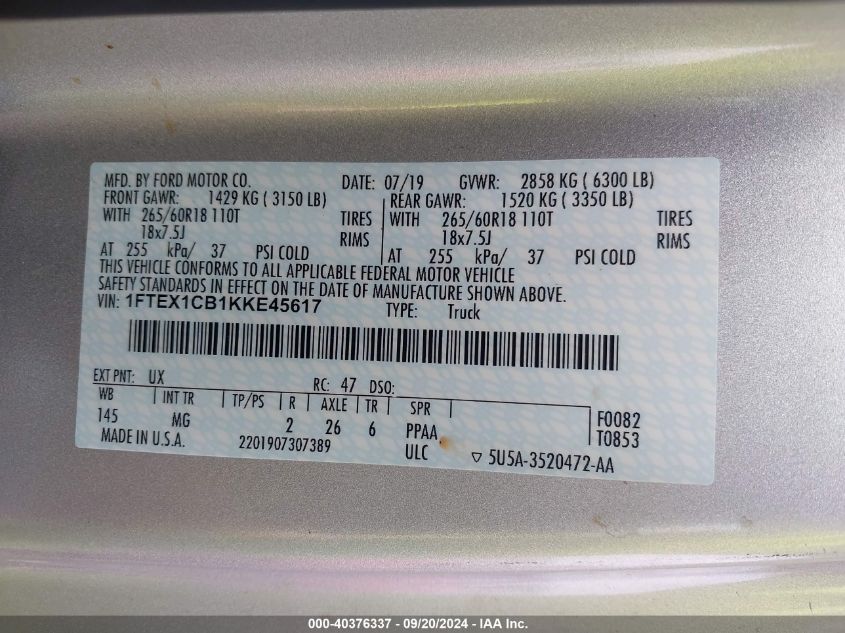 MFD. BY FORD MOTOR CO. DATE: 07/19 GVWR: 2858 KG ( 6300 LB)
FRONT GAWR: 1429 KG ( 3150 LB) REAR GAWR: 1520 KG ( 3350 LB)
WITH 265/60R18 110T TIRES WITH 265/60R18 110T TIRES
18x7.5J RIMS 18x7.5J RIMS
AT 255 kPa/ 37 PSI COLD AT 255 kPa/ 37 PSI COLD
THIS VEHICLE CONFORMS TO ALL APPLICABLE FEDERAL MOTOR VEHICLE
SAFETY STANDARDS IN EFFECT ON THE DATE OF MANUFACTURE SHOWN ABOVE.
VIN: 1FTEX1CB1KKE45617 TYPE: Truck
EXT PNT: UX RC: 47 DSO:
WB INT TR TP/PS R AXLE TR SPR F0082
145 MG 2 26 6 PPAA T0853
MADE IN U.S.A. 2201907307389 ULC ▽ 5U5A-3520472-AA
000-40376337 - 09/20/2024 - IAA Inc.